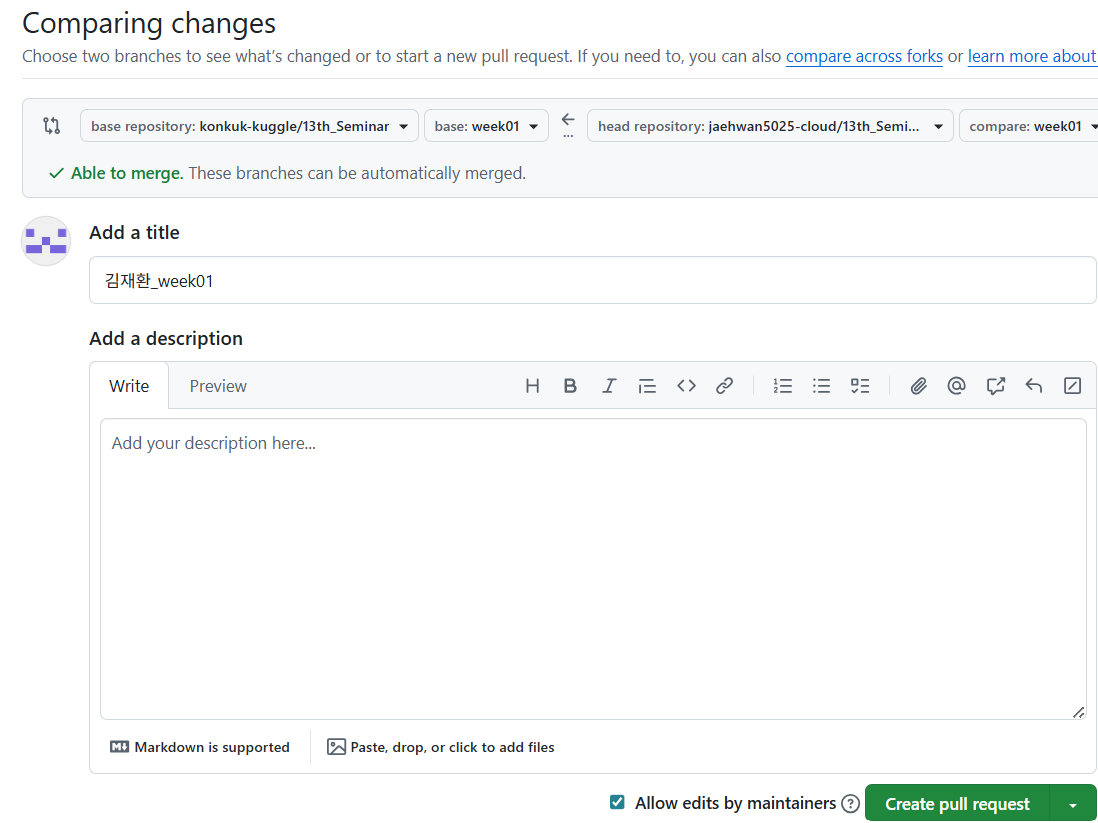 Comparing changes
Choose two branches to see what's changed or to start a new pull request. If you need to, you can also compare across forks or learn more about
base repository: konkuk-kuggle/13th_Seminar base: week01 ... head repository: jaehwan5025-cloud/13th_Semi... compare: week01
Able to merge. These branches can be automatically merged.
Add a title
김재환_week01
Add a description
Write Preview
Add your description here...
Markdown is supported Paste, drop, or click to add files
Allow edits by maintainers Create pull request